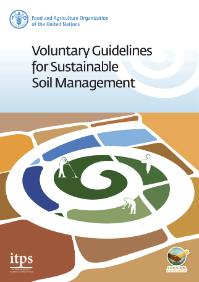 Food and Agriculture Organization
of the United Nations
Voluntary Guidelines
for Sustainable
Soil Management
itps